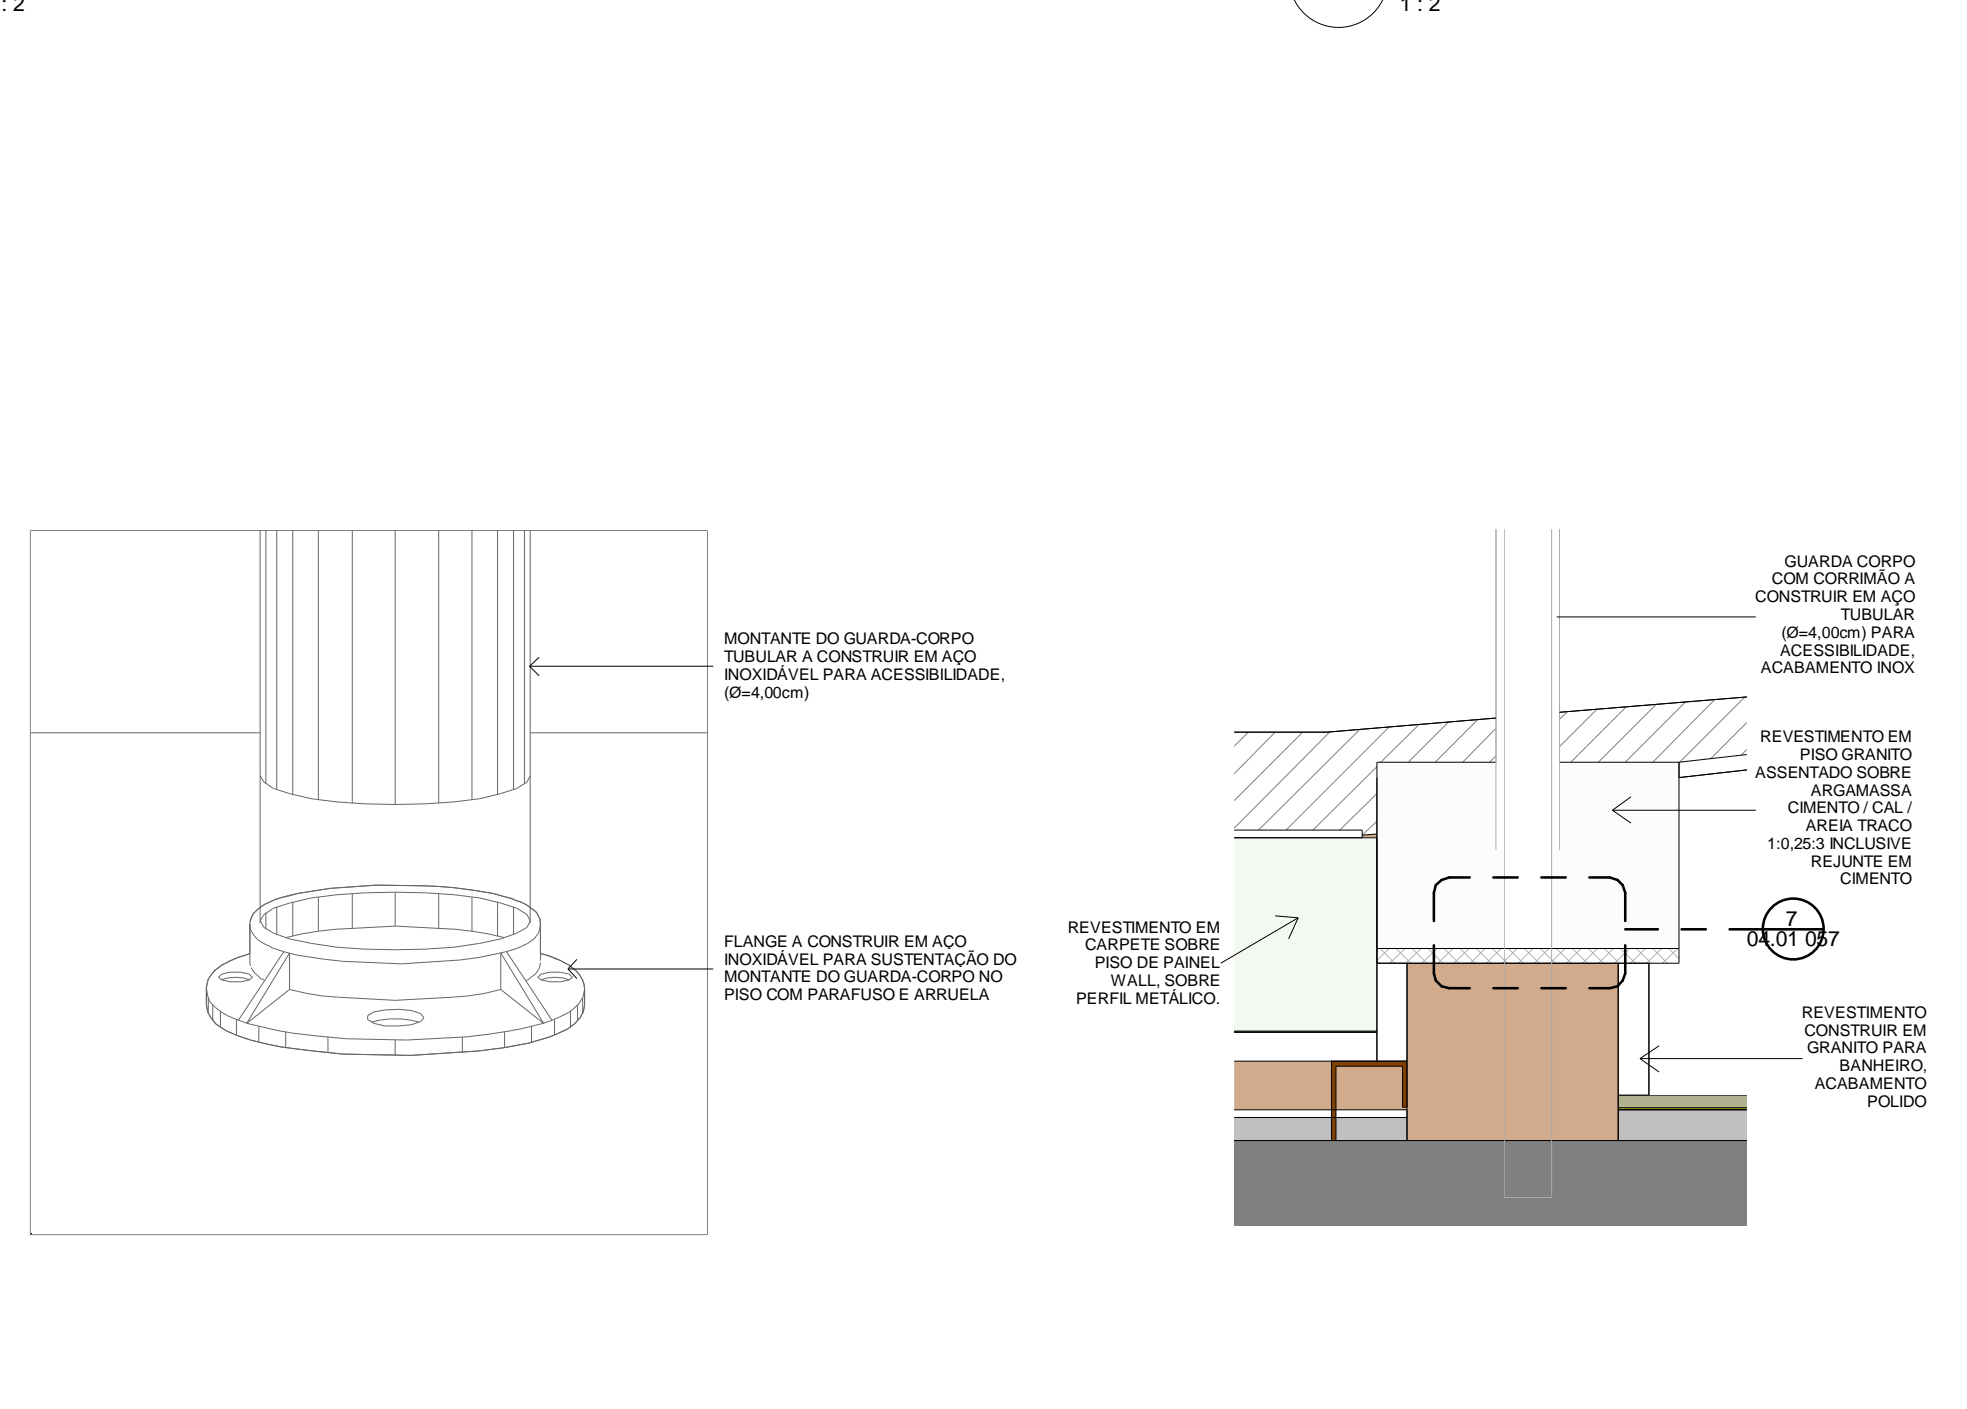 : 2
1 : 2
MONTANTE DO GUARDA-CORPO
TUBULAR A CONSTRUIR EM AÇO
INOXIDÁVEL PARA ACESSIBILIDADE,
(Ø=4,00cm)
FLANGE A CONSTRUIR EM AÇO
INOXIDÁVEL PARA SUSTENTAÇÃO DO
MONTANTE DO GUARDA-CORPO NO
PISO COM PARAFUSO E ARRUELA
REVESTIMENTO EM
CARPETE SOBRE
PISO DE PAINEL
WALL, SOBRE
PERFIL METÁLICO.
GUARDA CORPO
COM CORRIMÃO A
CONSTRUIR EM AÇO
TUBULAR
(Ø=4,00cm) PARA
ACESSIBILIDADE,
ACABAMENTO INOX
REVESTIMENTO EM
PISO GRANITO
ASSENTADO SOBRE
ARGAMASSA
CIMENTO / CAL /
AREIA TRACO
1:0,25:3 INCLUSIVE
REJUNTE EM
CIMENTO
7
04.01 057
REVESTIMENTO
CONSTRUIR EM
GRANITO PARA
BANHEIRO,
ACABAMENTO
POLIDO